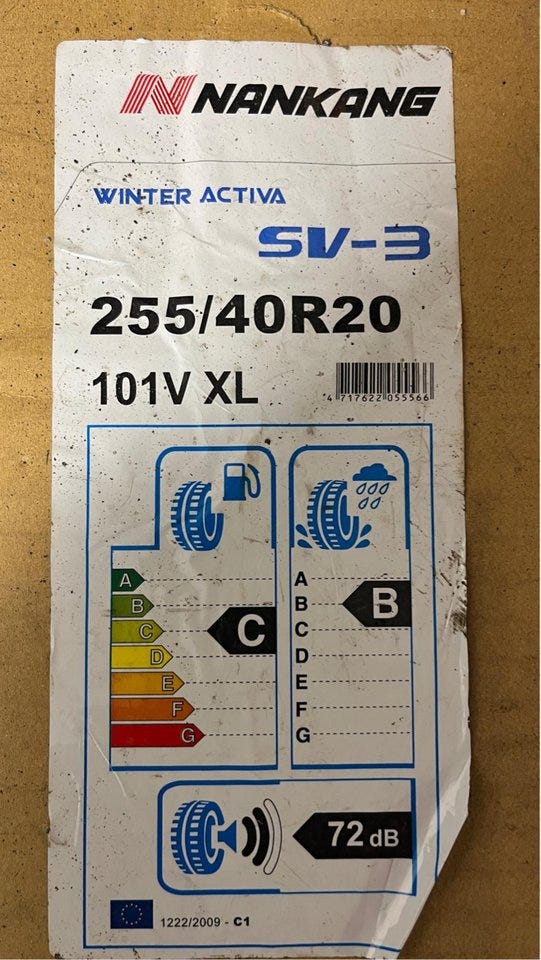 NANKANG
WINTER ACTIVA
SV-3
255/40R20
101V XL
4 717622 055566
A
B
C
D
E
F
G
C
A
B
C
D
E
F
G
B
72 dB
1222/2009 - C1